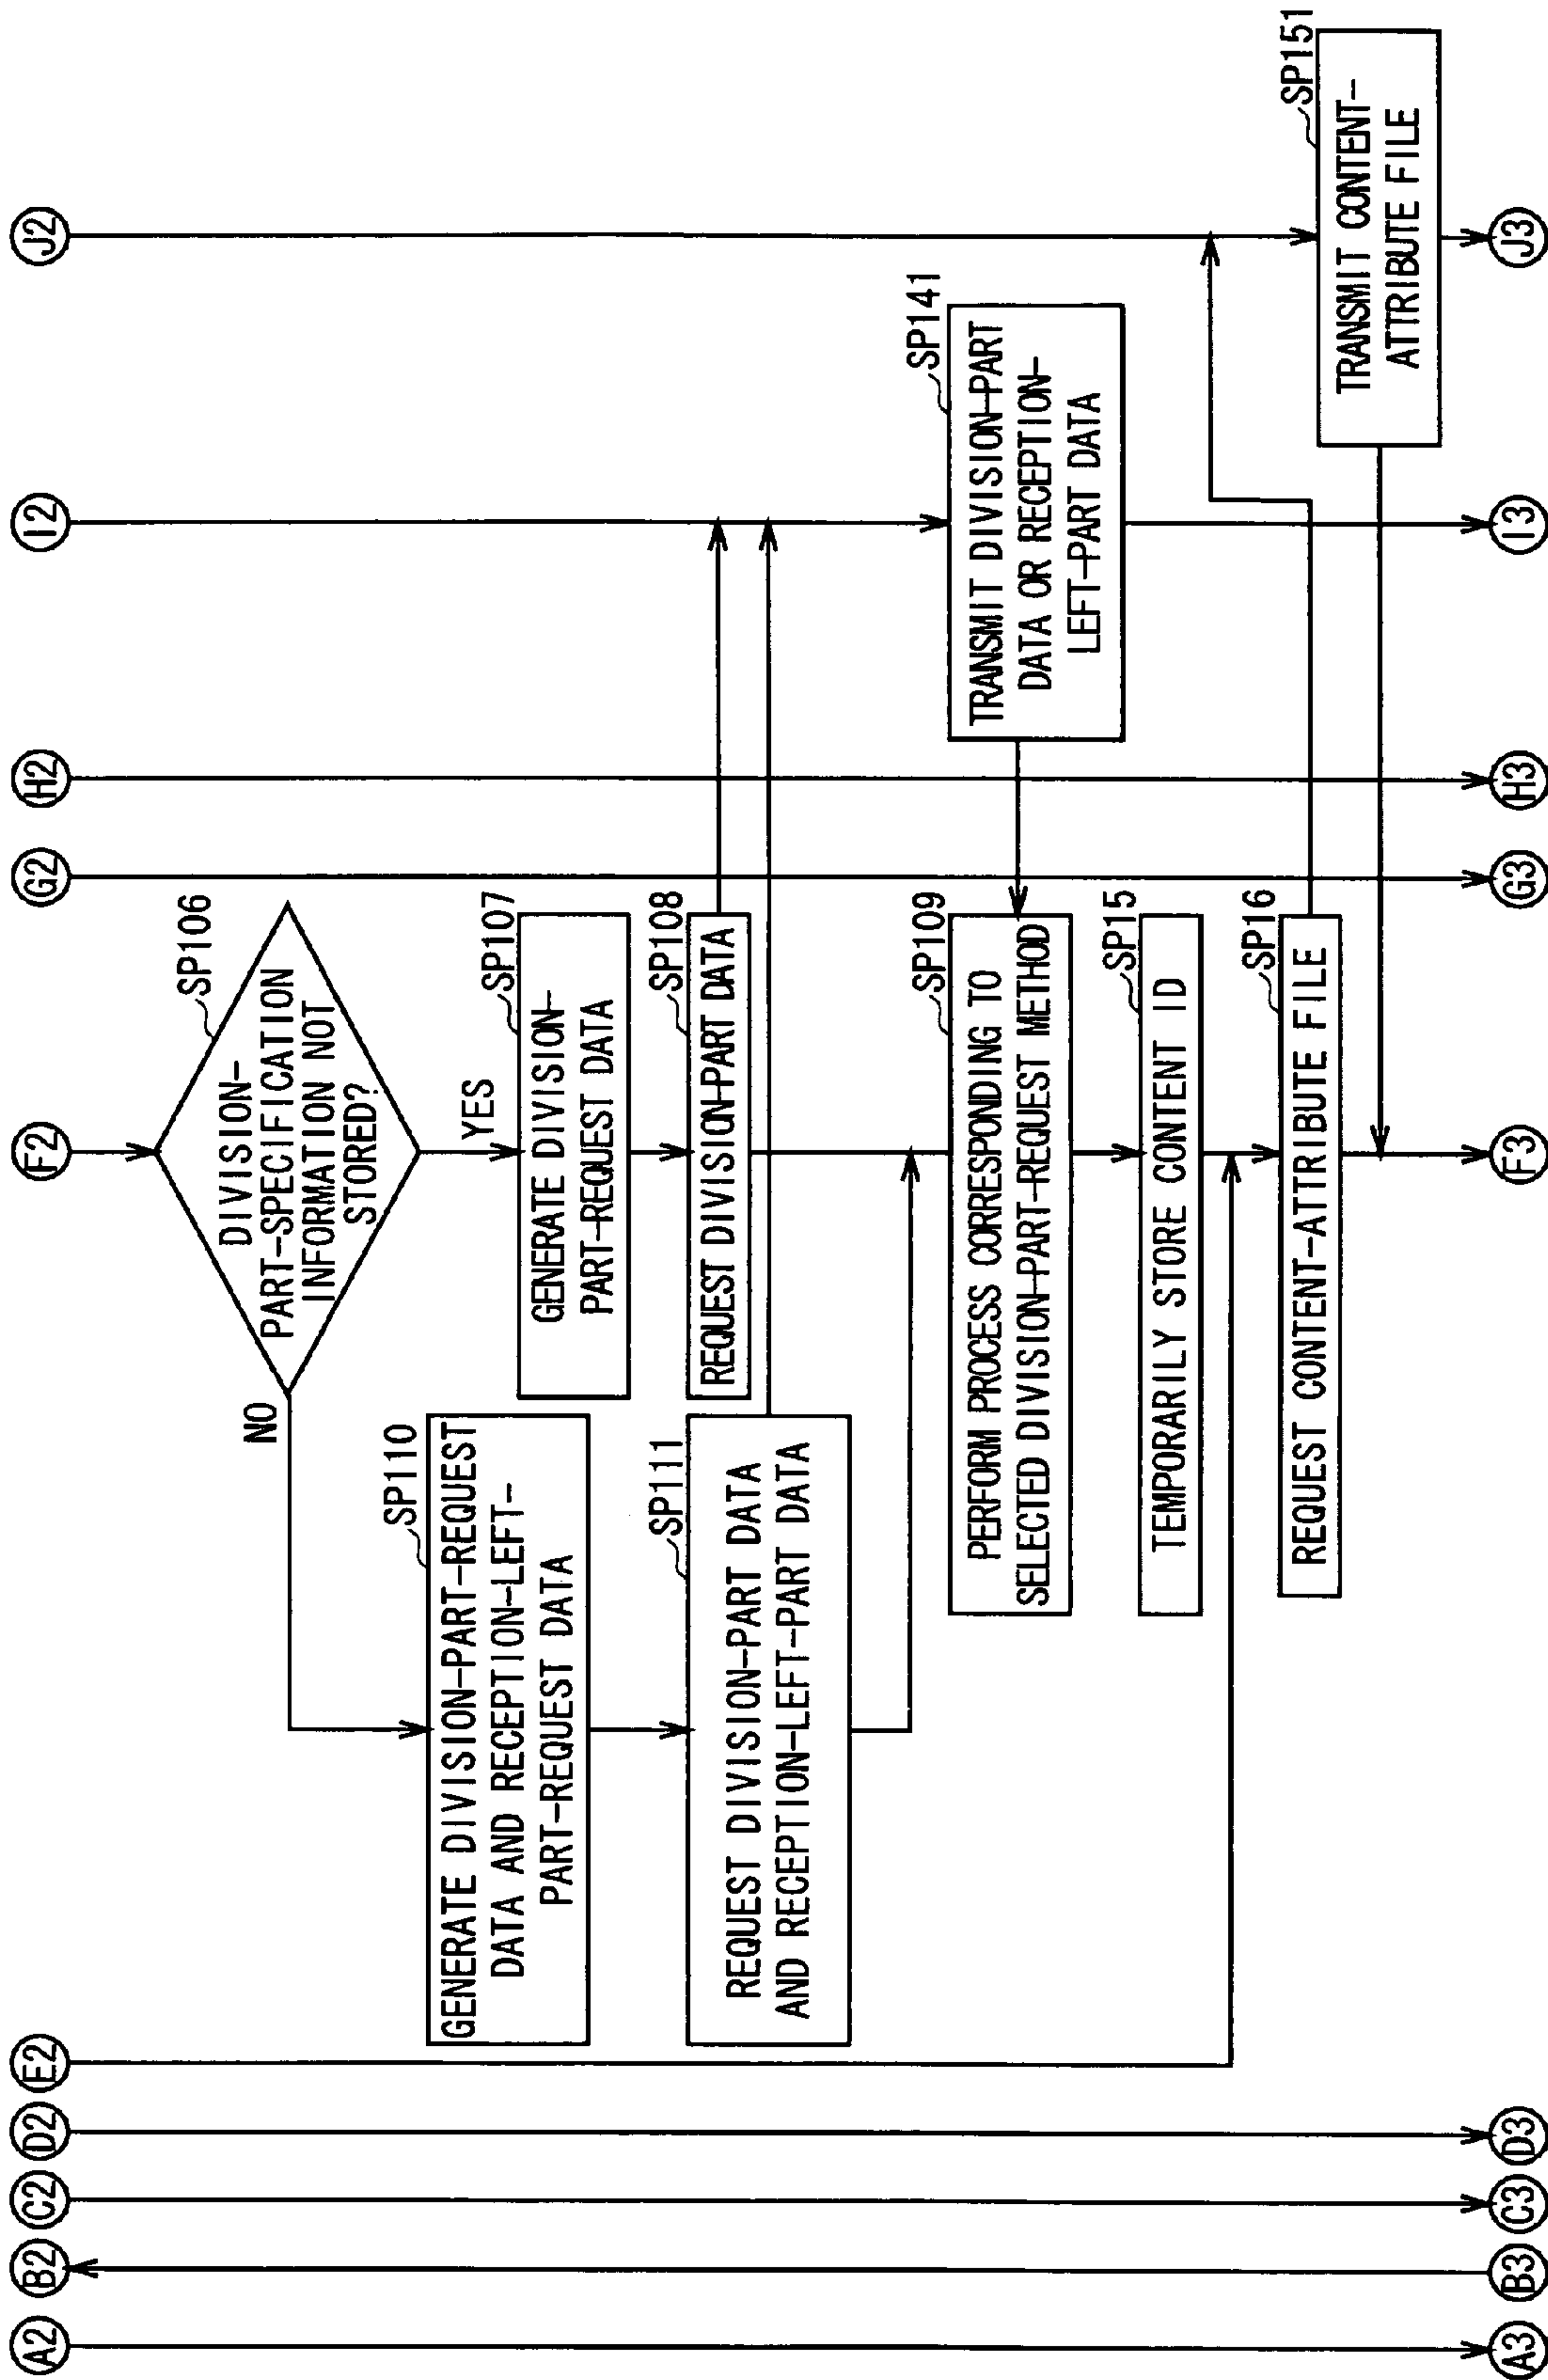 A2
B2
C2
D2
E2
F2
G2
H2
I2
J2
SP106
DIVISION-
PART-SPECIFICATION
INFORMATION NOT
STORED?
NO
YES
SP110
GENERATE DIVISION-PART-REQUEST
DATA AND RECEPTION-LEFT-
PART-REQUEST DATA
SP107
GENERATE DIVISION-
PART-REQUEST DATA
SP111
REQUEST DIVISION-PART DATA
AND RECEPTION-LEFT-PART DATA
SP108
REQUEST DIVISION-PART DATA
SP109
PERFORM PROCESS CORRESPONDING TO
SELECTED DIVISION-PART-REQUEST METHOD
SP141
TRANSMIT DIVISION-PART
DATA OR RECEPTION-
LEFT-PART DATA
SP15
TEMPORARILY STORE CONTENT ID
SP16
REQUEST CONTENT-ATTRIBUTE FILE
SP151
TRANSMIT CONTENT-
ATTRIBUTE FILE
A3
B3
C3
D3
F3
G3
H3
I3
J3